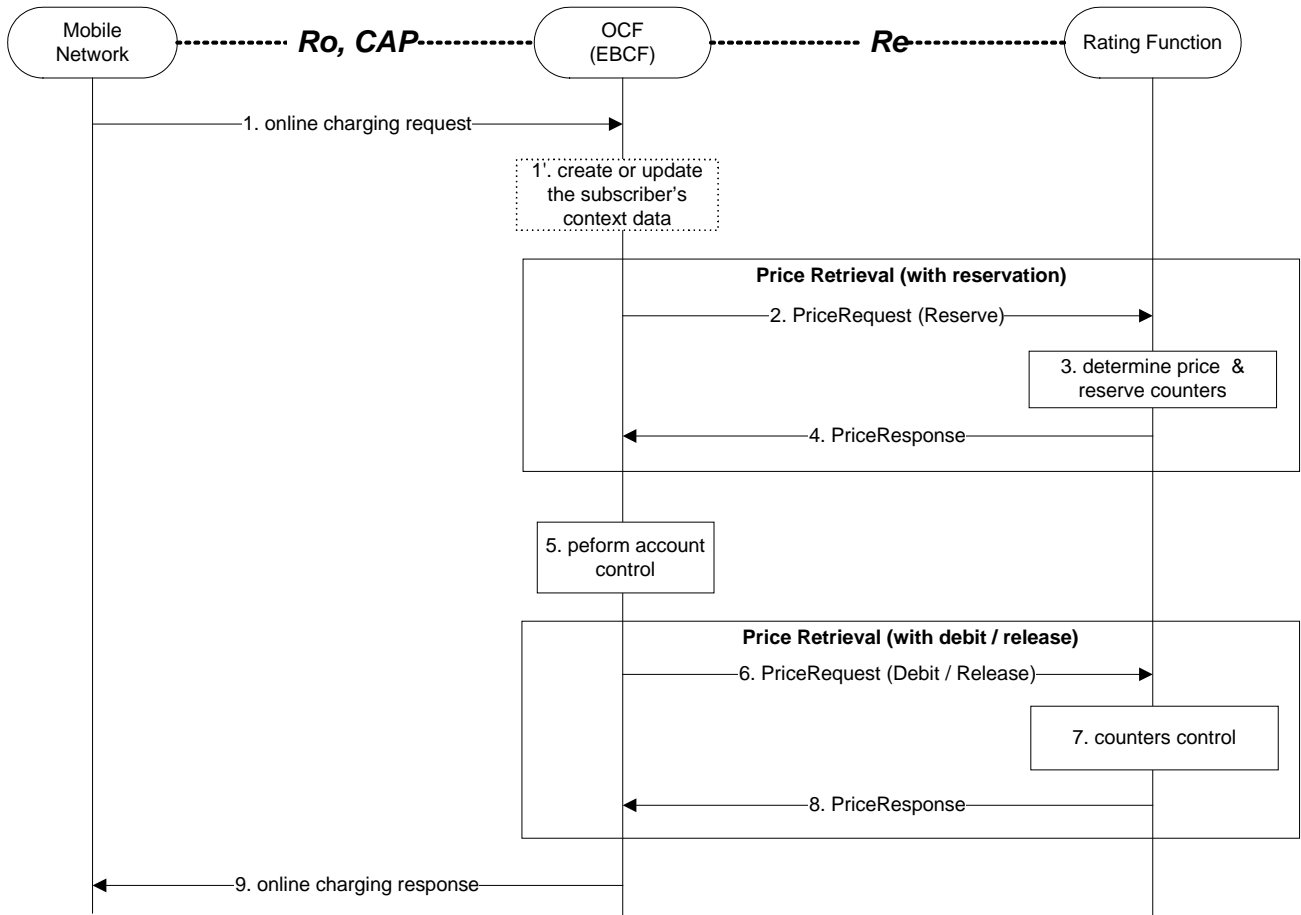 Mobile
Network
Ro, CAP
OCF
(EBCF)
Re
Rating Function
1. online charging request
1'. create or update
the subscriber's
context data
Price Retrieval (with reservation)
2. PriceRequest (Reserve)
3. determine price &
reserve counters
4. PriceResponse
5. peform account
control
Price Retrieval (with debit / release)
6. PriceRequest (Debit / Release)
7. counters control
8. PriceResponse
9. online charging response